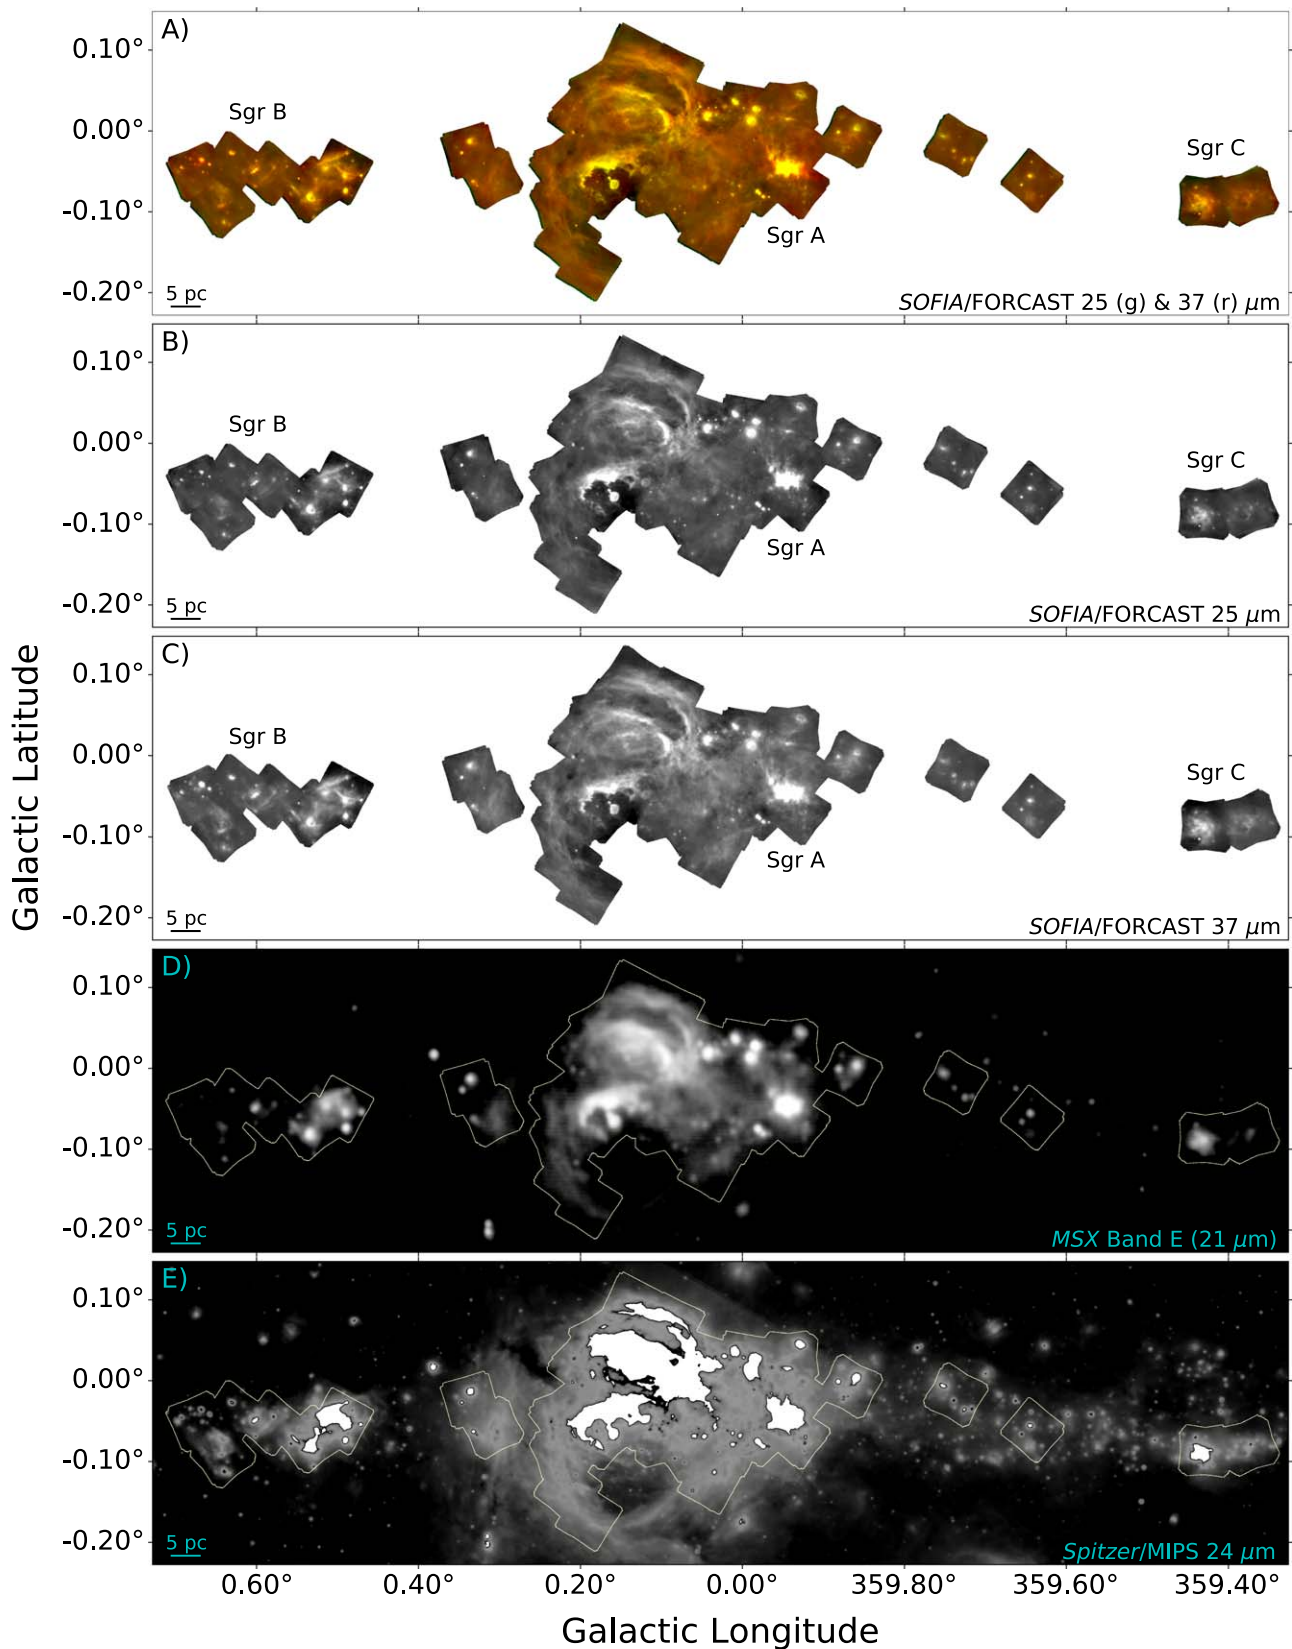 A)
0.10°
0.00°
-0.10°
-0.20°
Sgr B
Sgr A
Sgr C
5 pc
SOFIA/FORCAST 25 (g) & 37 (r) μm
B)
0.10°
0.00°
-0.10°
-0.20°
Sgr B
Sgr A
Sgr C
5 pc
SOFIA/FORCAST 25 μm
Galactic Latitude
C)
0.10°
0.00°
-0.10°
-0.20°
Sgr B
Sgr A
Sgr C
5 pc
SOFIA/FORCAST 37 μm
D)
0.10°
0.00°
-0.10°
-0.20°
5 pc
MSX Band E (21 μm)
E)
0.10°
0.00°
-0.10°
-0.20°
5 pc
Spitzer/MIPS 24 μm
0.60° 0.40° 0.20° 0.00° 359.80° 359.60° 359.40°
Galactic Longitude